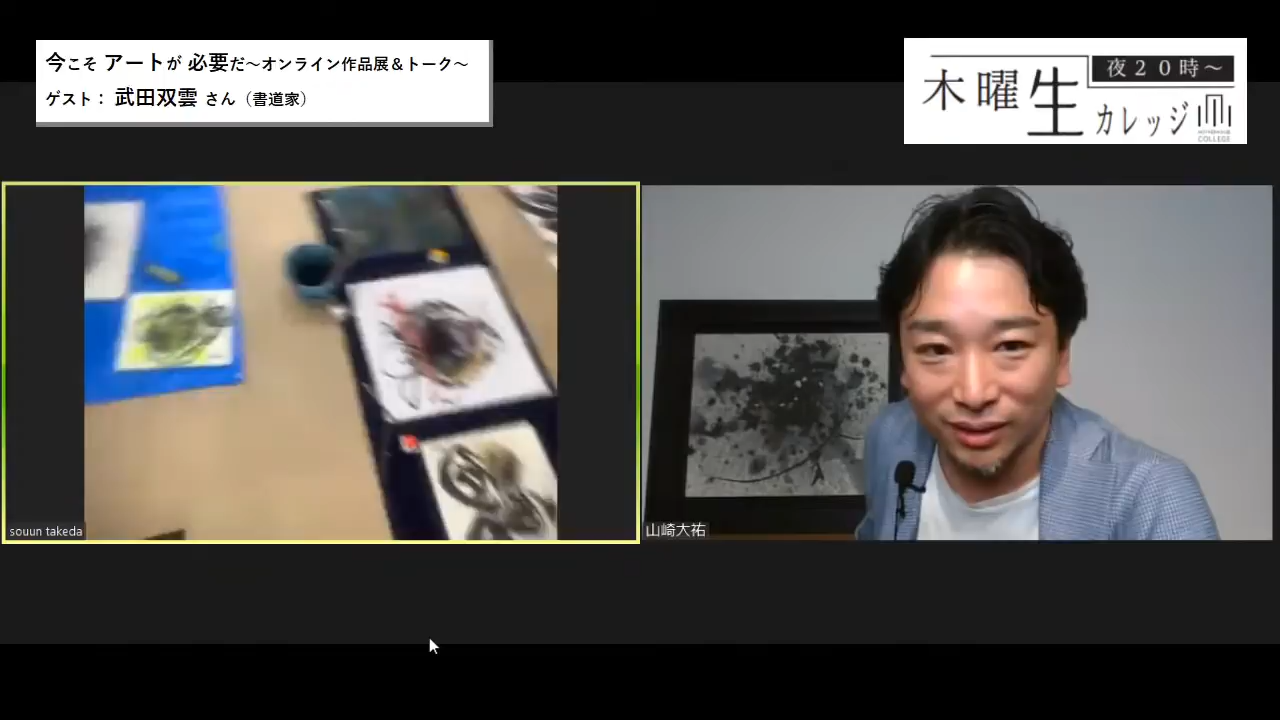 今こそ アートが 必要だ～オンライン作品展＆トーク～
ゲスト： 武田双雲 さん（書道家）
夜２０時～
木曜生カレッジ
MOTHERHOUSE
COLLEGE
souun takeda
山崎大祐